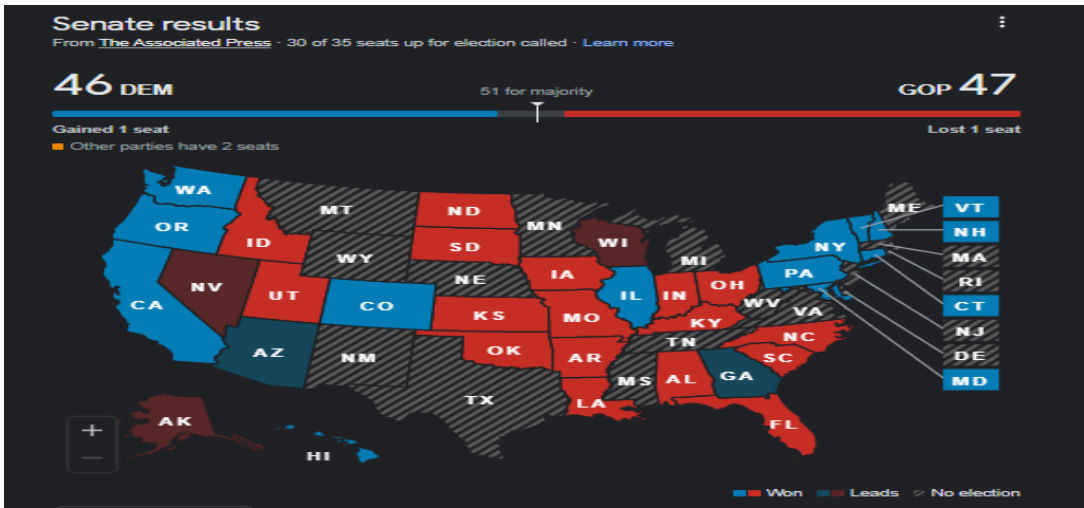 Senate results
From The Associated Press · 30 of 35 seats up for election called · Learn more
46 DEM
51 for majority
GOP 47
Gained 1 seat
Lost 1 seat
Other parties have 2 seats
WA
MT
ND
MN
ME
VT
OR
ID
SD
WI
NH
WY
MI
NY
MA
NV
NE
IA
PA
RI
CA
UT
CO
IL
IN
OH
CT
KS
MO
WV
VA
NJ
KY
AZ
NM
OK
AR
TN
NC
DE
SC
MS
AL
GA
MD
TX
LA
AK
FL
+
HI
−
Won
Leads
No election